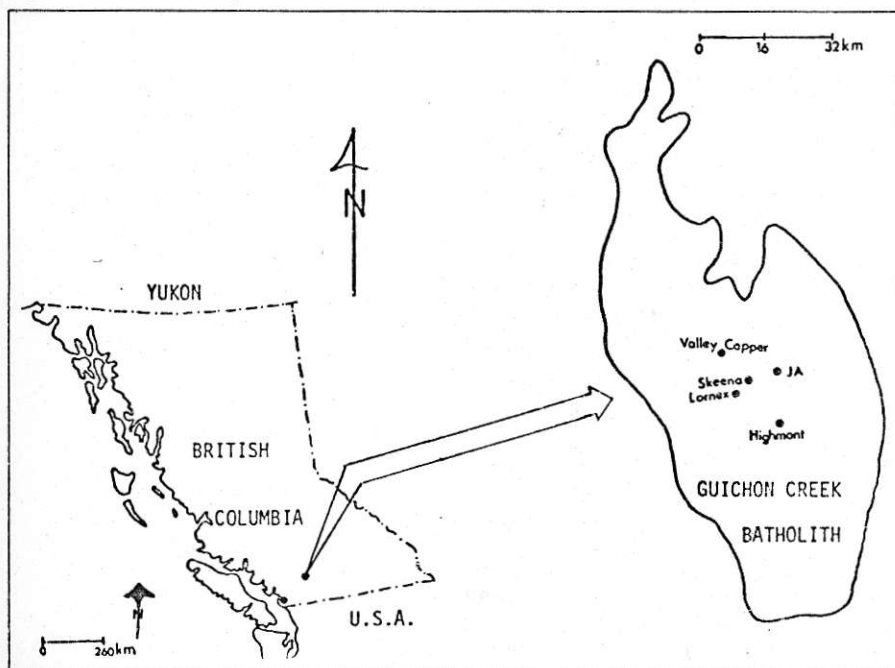 0 16 32km
N
YUKON
Valley Copper
JA
Skeena
Lornex
Highmont
BRITISH
COLUMBIA
GUICHON CREEK
BATHOLITH
N
U.S.A.
0 260km